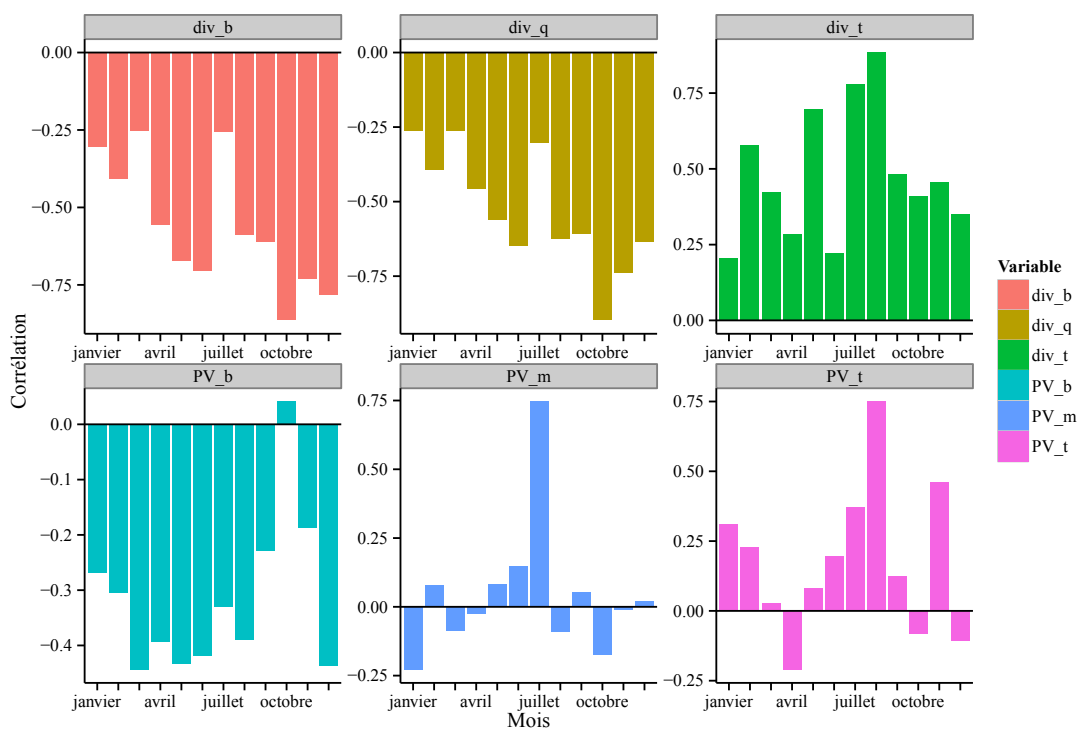 div_b
div_q
div_t
0.00
−0.25
−0.50
−0.75
0.00
−0.25
−0.50
−0.75
0.75
0.50
0.25
0.00
janvier avril juillet octobre
janvier avril juillet octobre
janvier avril juillet octobre
PV_b
PV_m
PV_t
0.0
−0.1
−0.2
−0.3
−0.4
0.75
0.50
0.25
0.00
−0.25
0.75
0.50
0.25
0.00
−0.25
janvier avril juillet octobre
janvier avril juillet octobre
janvier avril juillet octobre
Corrélation
Mois
Variable
div_b
div_q
div_t
PV_b
PV_m
PV_t